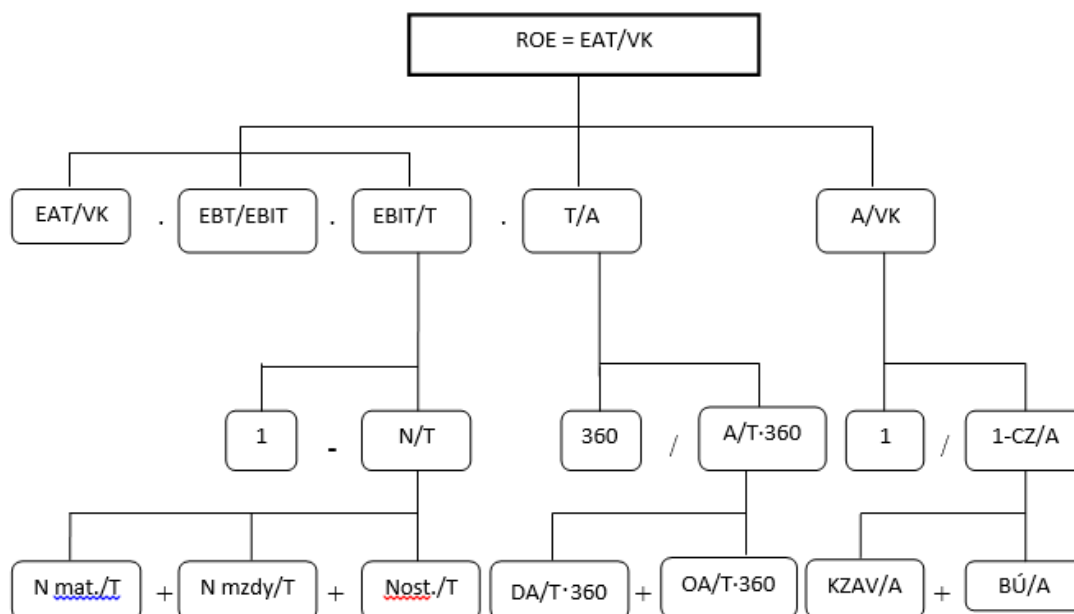 ROE = EAT/VK
EAT/VK . EBT/EBIT . EBIT/T . T/A A/VK
1 - N/T 360 / A/T·360 1 / 1-CZ/A
N mat./T + N mzdy/T + Nost./T DA/T·360 + OA/T·360 KZAV/A + BÚ/A